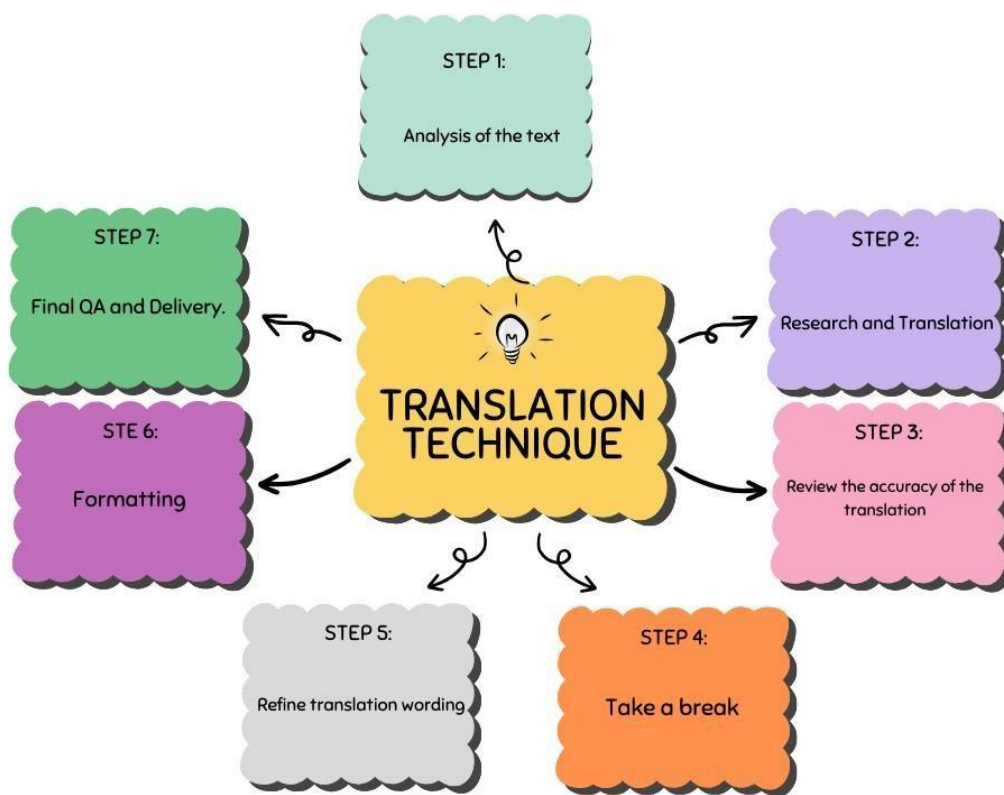 STEP 1:
Analysis of the text
STEP 7:
Final QA and Delivery.
STEP 2:
Research and Translation
TRANSLATION
TECHNIQUE
STE 6:
Formatting
STEP 3:
Review the accuracy of the
translation
STEP 5:
Refine translation wording
STEP 4:
Take a break